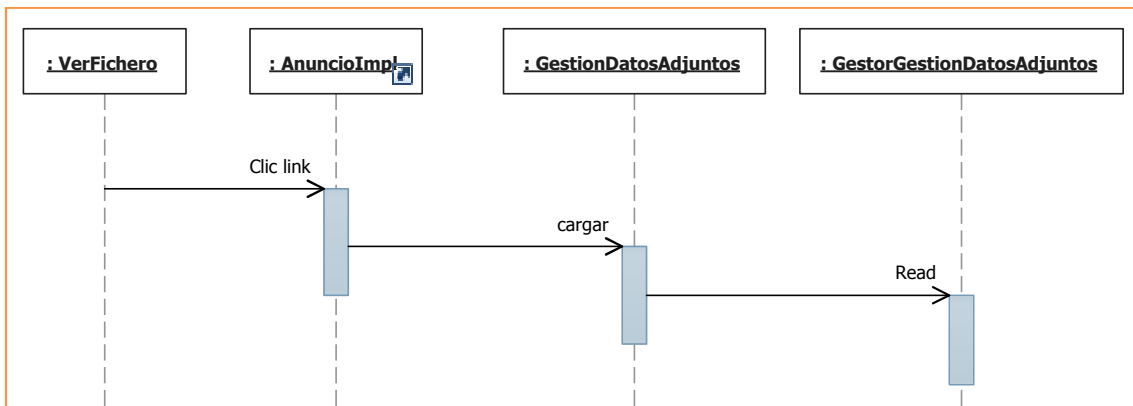 : VerFichero
: AnuncioImpl
: GestionDatosAdjuntos
: GestorGestionDatosAdjuntos
Clic link
cargar
Read